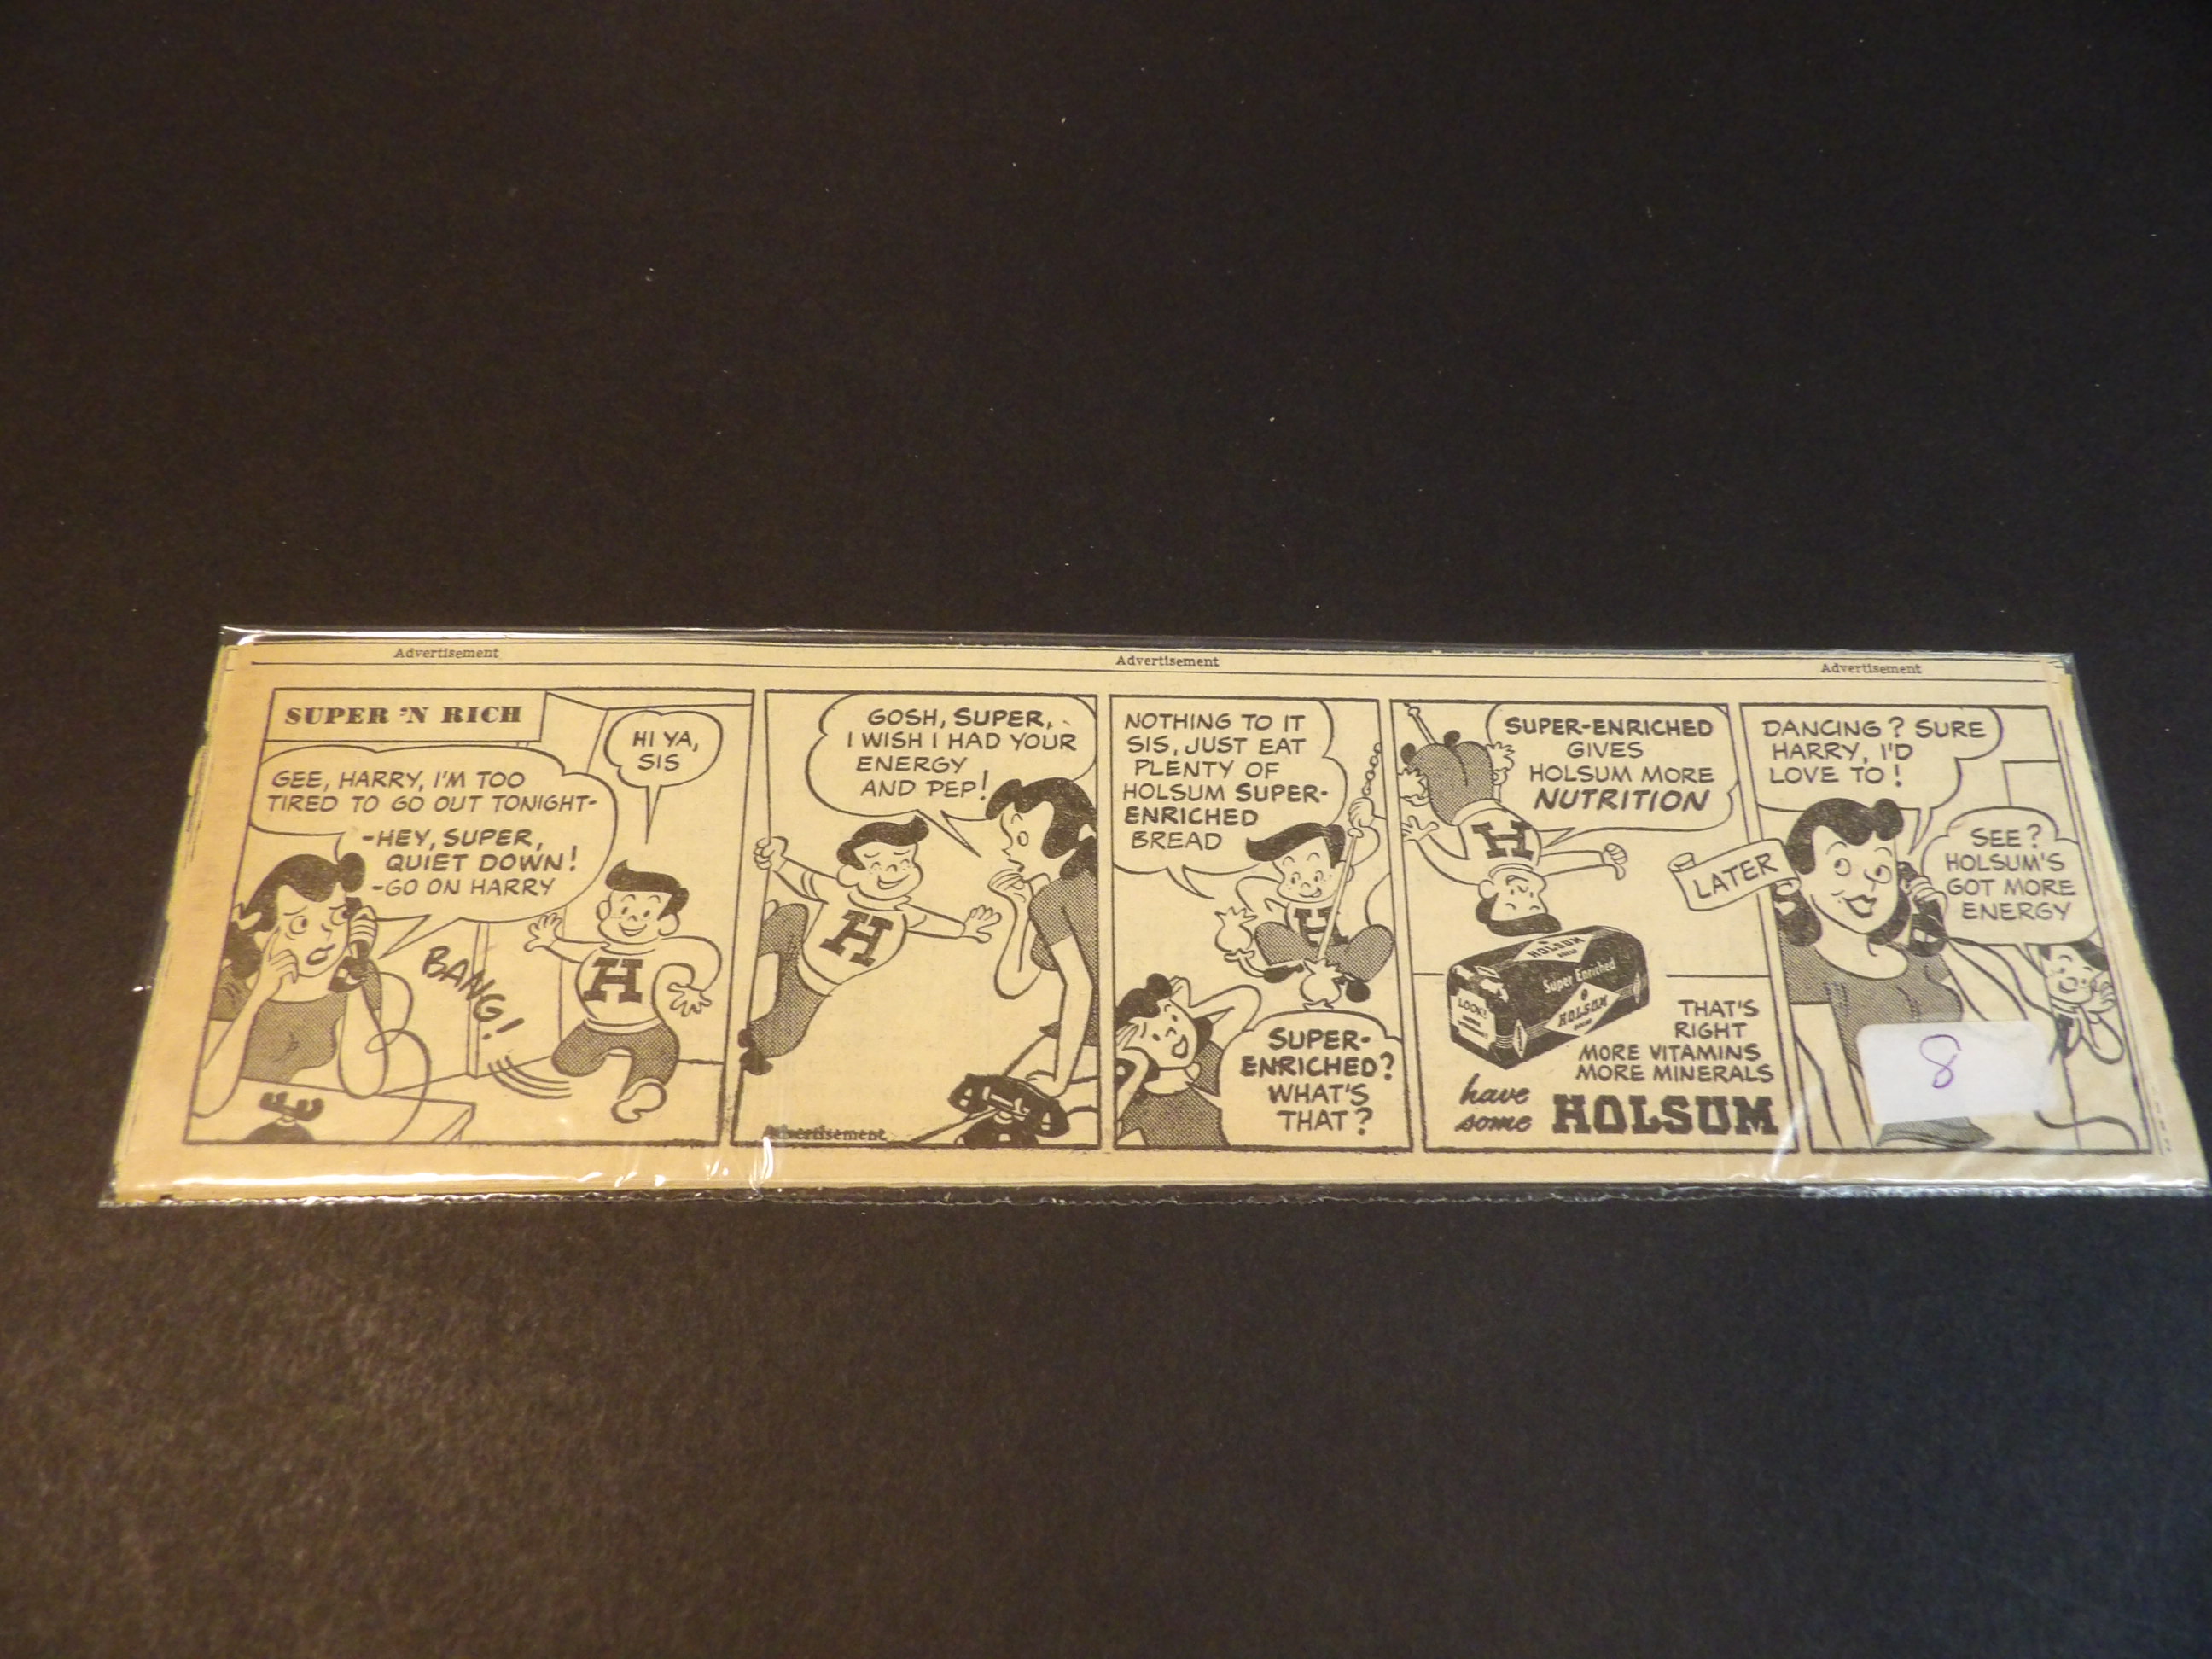 Advertisement
Advertisement
Advertisement
SUPER 'N RICH
GEE, HARRY, I'M TOO
TIRED TO GO OUT TONIGHT-
-HEY, SUPER,
QUIET DOWN!
-GO ON HARRY
HI YA,
SIS
BANG!
H
GOSH, SUPER,
I WISH I HAD YOUR
ENERGY
AND PEP!
H
Advertisement
NOTHING TO IT
SIS, JUST EAT
PLENTY OF
HOLSUM SUPER-
ENRICHED
BREAD
H
SUPER-
ENRICHED?
WHAT'S
THAT?
SUPER-ENRICHED
GIVES
HOLSUM MORE
NUTRITION
H
HOLSUM
Super Enriched
HOLSUM
LOOK!
THAT'S
RIGHT
MORE VITAMINS
MORE MINERALS
have
some HOLSUM
LATER
DANCING? SURE
HARRY, I'D
LOVE TO!
SEE?
HOLSUM'S
GOT MORE
ENERGY
8